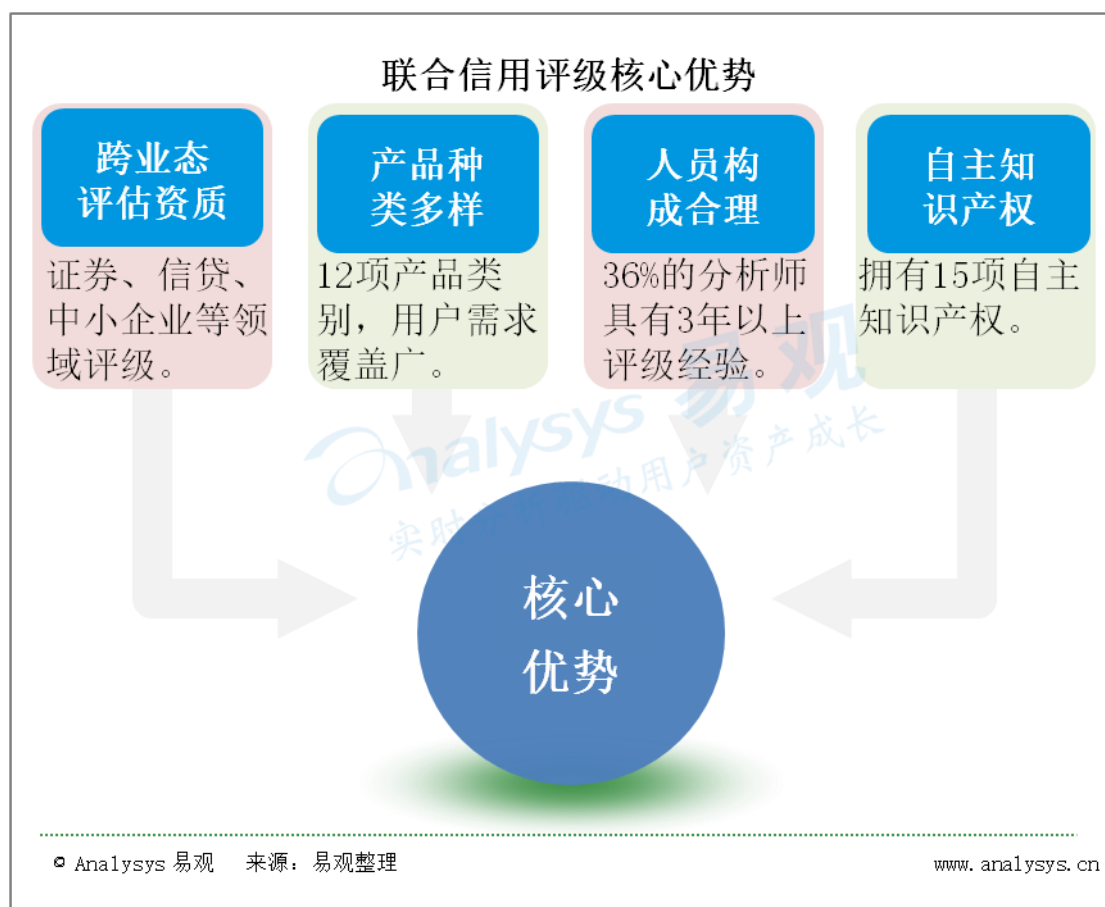 联合信用评级核心优势
跨业态
评估资质
产品种
类多样
人员构
成合理
自主知
识产权
证券、信贷、
中小企业等领
域评级。
12项产品类
别，用户需求
覆盖广。
36%的分析师
具有3年以上
评级经验。
拥有15项自主
知识产权。
Analysys 易观
实时分析驱动用户资产成长
核心
优势
© Analysys 易观 来源：易观整理
www.analysys.cn